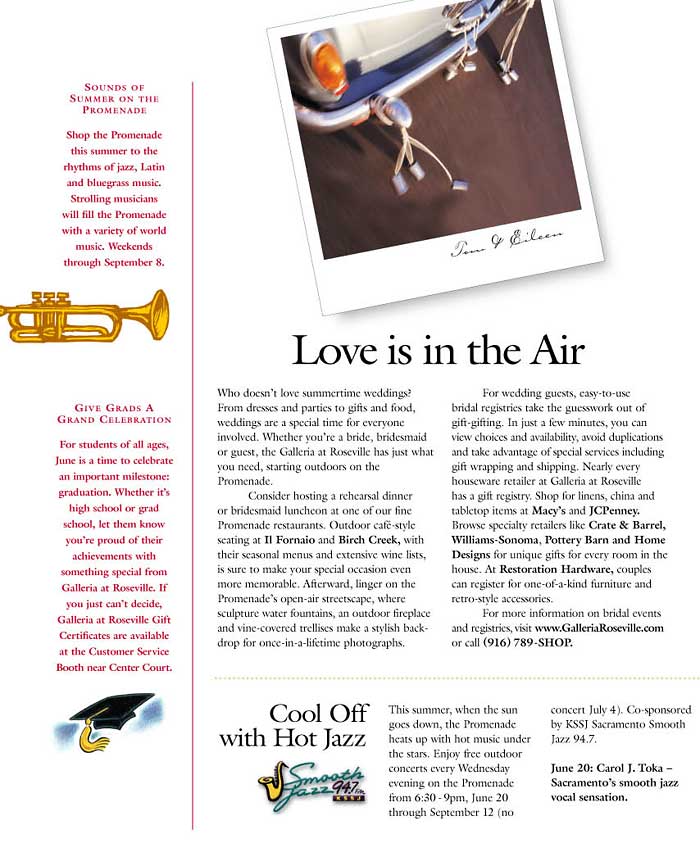 SOUNDS OF
SUMMER ON THE
PROMENADE
Shop the Promenade
this summer to the
rhythms of jazz, Latin
and bluegrass music.
Strolling musicians
will fill the Promenade
with a variety of world
music. Weekends
through September 8.
GIVE GRADS A
GRAND CELEBRATION
For students of all ages,
June is a time to celebrate
an important milestone:
graduation. Whether it's
high school or grad
school, let them know
you're proud of their
achievements with
something special from
Galleria at Roseville. If
you just can't decide,
Galleria at Roseville Gift
Certificates are available
at the Customer Service
Booth near Center Court.
Tom & Eileen
Love is in the Air
Who doesn't love summertime weddings?
From dresses and parties to gifts and food,
weddings are a special time for everyone
involved. Whether you're a bride, bridesmaid
or guest, the Galleria at Roseville has just what
you need, starting outdoors on the
Promenade.
Consider hosting a rehearsal dinner
or bridesmaid luncheon at one of our fine
Promenade restaurants. Outdoor café-style
seating at Il Fornaio and Birch Creek, with
their seasonal menus and extensive wine lists,
is sure to make your special occasion even
more memorable. Afterward, linger on the
Promenade's open-air streetscape, where
sculpture water fountains, an outdoor fireplace
and vine-covered trellises make a stylish back-
drop for once-in-a-lifetime photographs.
For wedding guests, easy-to-use
bridal registries take the guesswork out of
gift-gifting. In just a few minutes, you can
view choices and availability, avoid duplications
and take advantage of special services including
gift wrapping and shipping. Nearly every
houseware retailer at Galleria at Roseville
has a gift registry. Shop for linens, china and
tabletop items at Macy's and JCPenney.
Browse specialty retailers like Crate & Barrel,
Williams-Sonoma, Pottery Barn and Home
Designs for unique gifts for every room in the
house. At Restoration Hardware, couples
can register for one-of-a-kind furniture and
retro-style accessories.
For more information on bridal events
and registries, visit www.GalleriaRoseville.com
or call (916) 789-SHOP.
Cool Off
with Hot Jazz
Smooth
Jazz 94.7 FM
KSSJ
This summer, when the sun
goes down, the Promenade
heats up with hot music under
the stars. Enjoy free outdoor
concerts every Wednesday
evening on the Promenade
from 6:30-9pm, June 20
through September 12 (no
concert July 4). Co-sponsored
by KSSJ Sacramento Smooth
Jazz 94.7.
June 20: Carol J. Toka –
Sacramento's smooth jazz
vocal sensation.